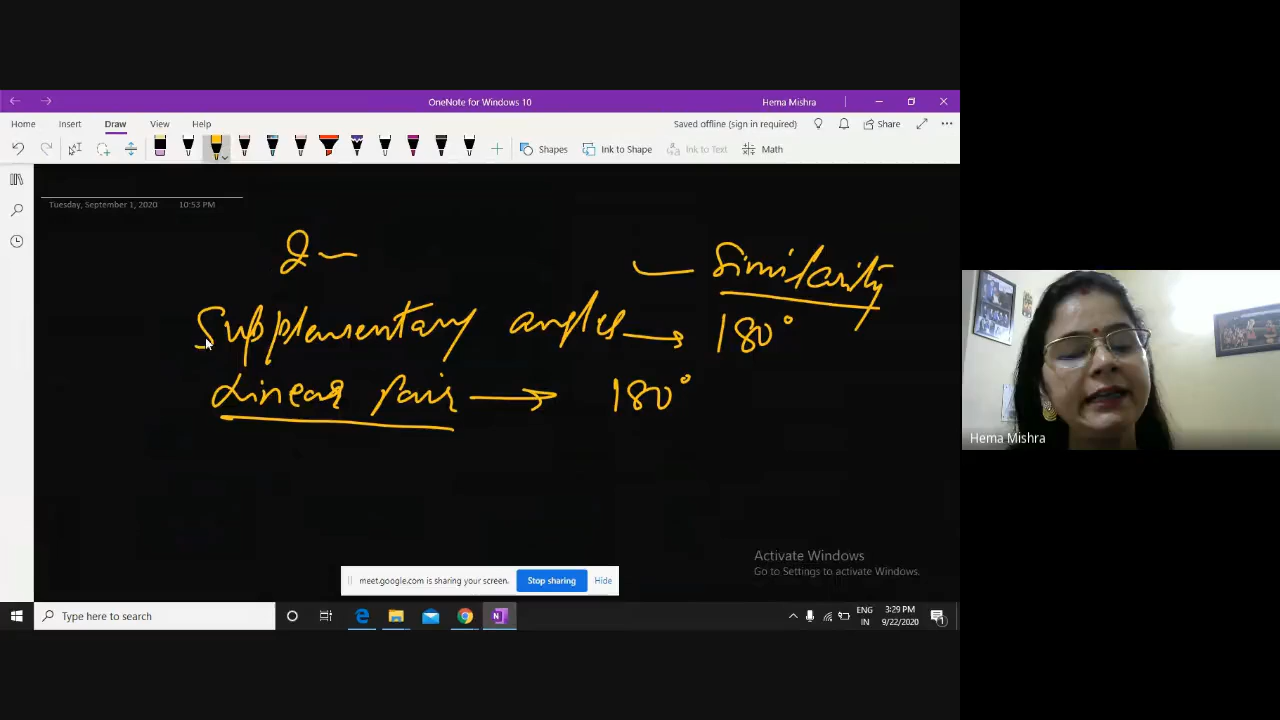 OneNote for Windows 10
Hema Mishra
Home Insert Draw View Help
Saved offline (sign in required) Share
Shapes Ink to Shape Ink to Text Math
Tuesday, September 1, 2020 10:53 PM
2 —
— Similarity
Supplementary angles → 180°
Linear Pair → 180°
Hema Mishra
Activate Windows
Go to Settings to activate Windows.
meet.google.com is sharing your screen. Stop sharing Hide
Type here to search
ENG
IN
3:29 PM
9/22/2020
1